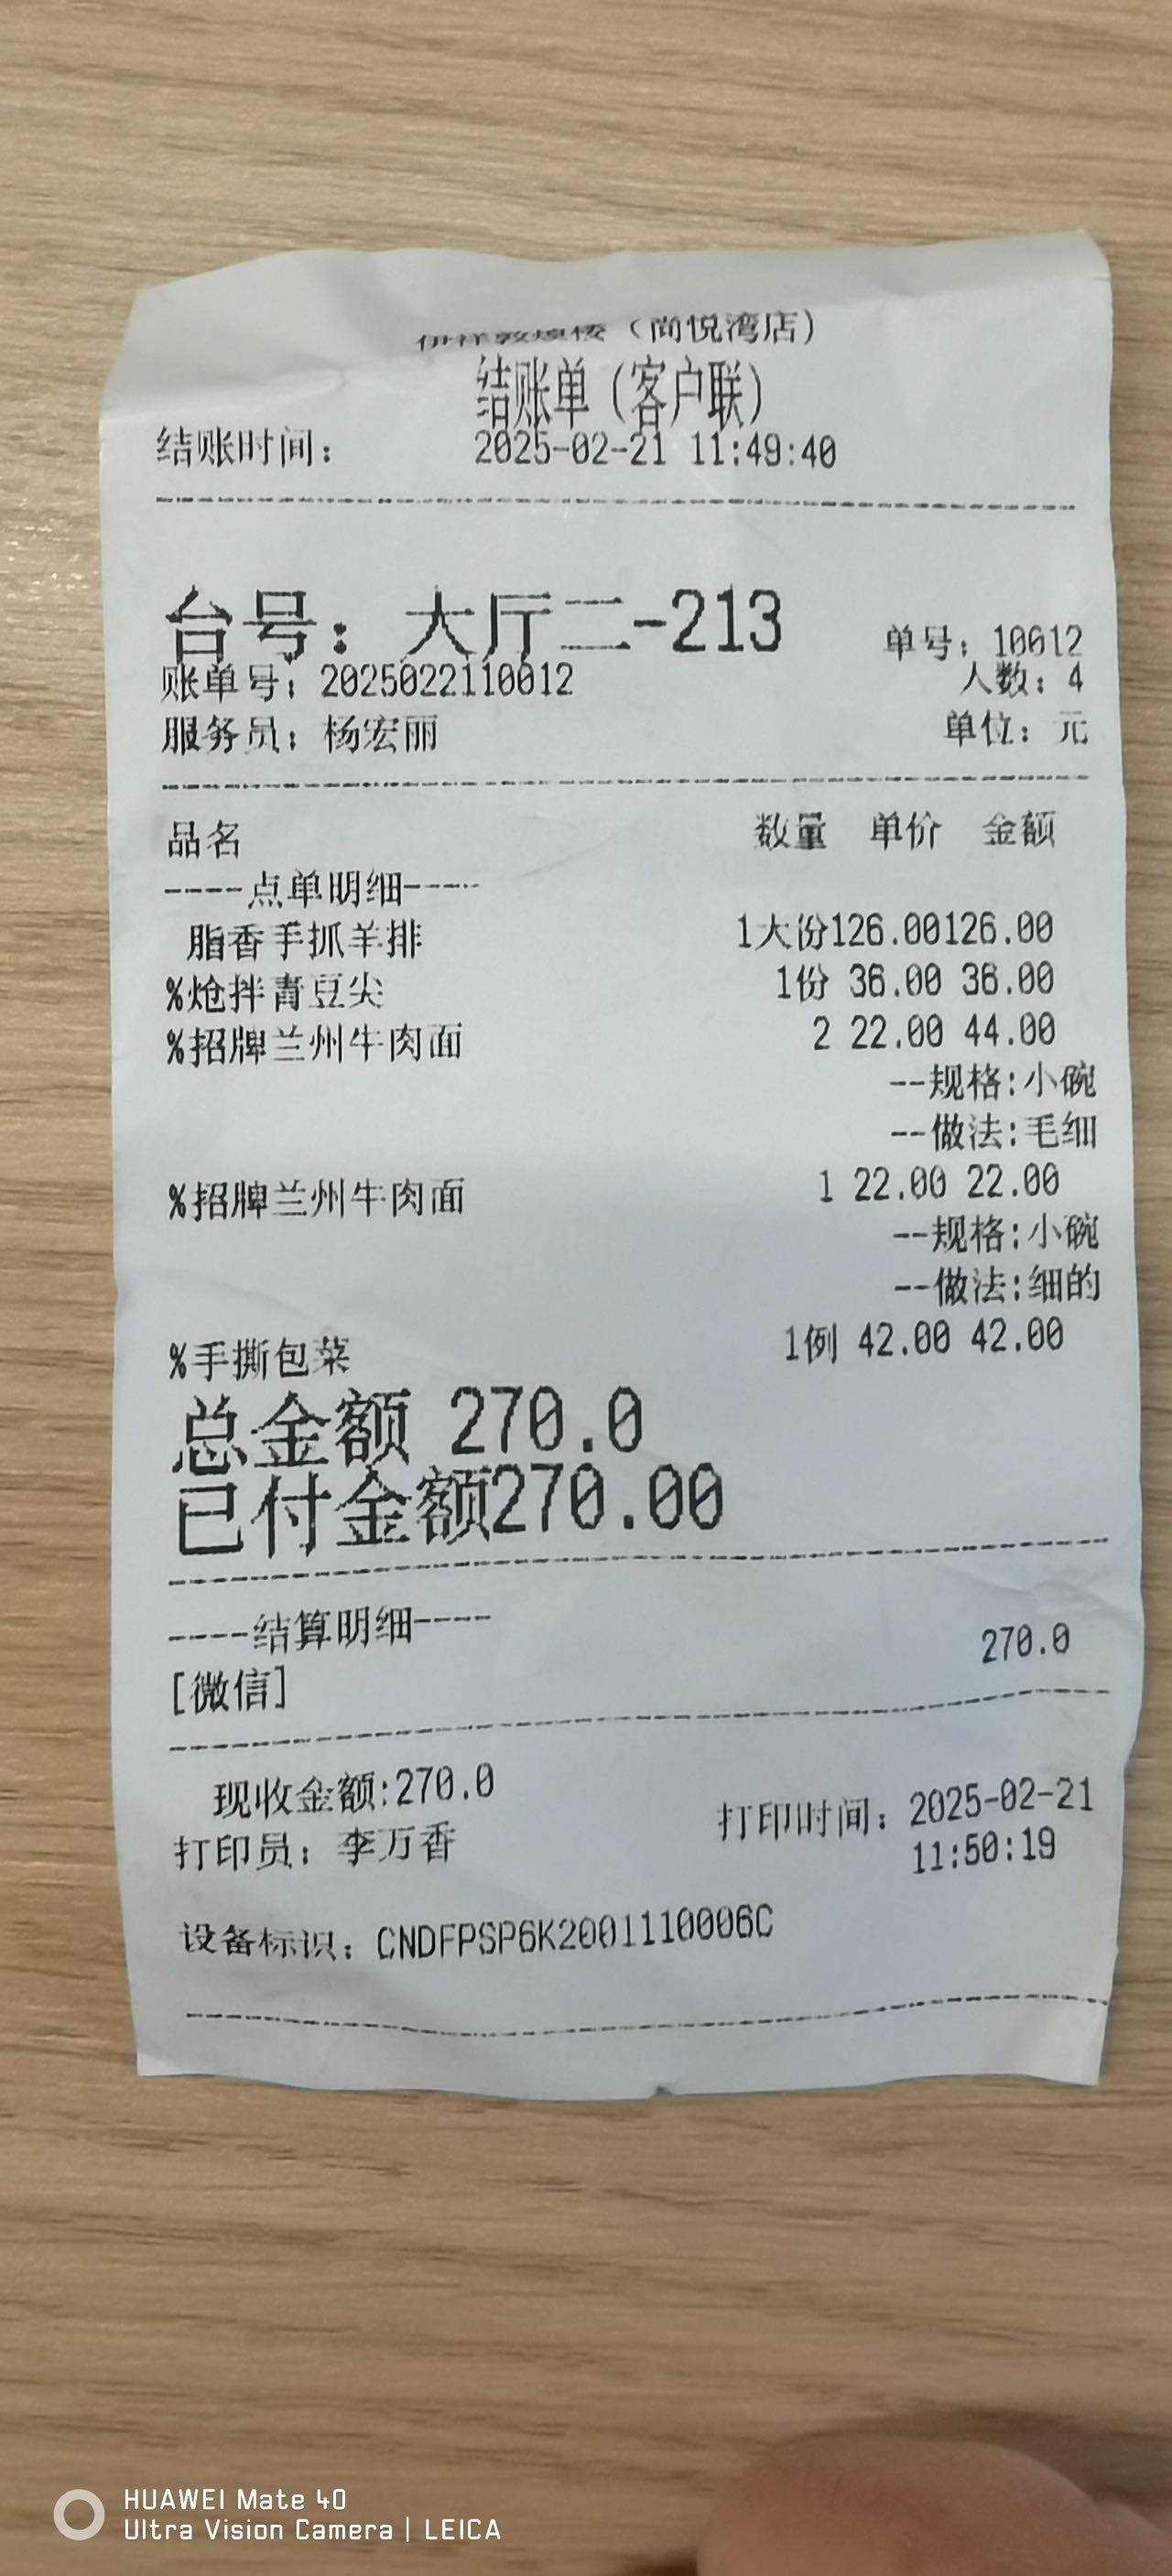 伊祥敦煌楼（尚悦湾店）
结账单（客户联）
结账时间： 2025-02-21 11:49:40
台号：大厅二-213 单号：10012
账单号：2025022110012 人数：4
服务员：杨宏丽 单位：元
品名 数量 单价 金额
----点单明细----
脂香手抓羊排 1大份126.00126.00
%炝拌青豆尖 1份 36.00 36.00
%招牌兰州牛肉面 2 22.00 44.00
--规格:小碗
--做法:毛细
%招牌兰州牛肉面 1 22.00 22.00
--规格:小碗
--做法:细的
%手撕包菜 1例 42.00 42.00
总金额 270.0
已付金额270.00
----结算明细----
[微信] 270.0
现收金额:270.0
打印员：李万香 打印时间：2025-02-21
11:50:19
设备标识：CNDFPSP6K2001110006C
HUAWEI Mate 40
Ultra Vision Camera | LEICA